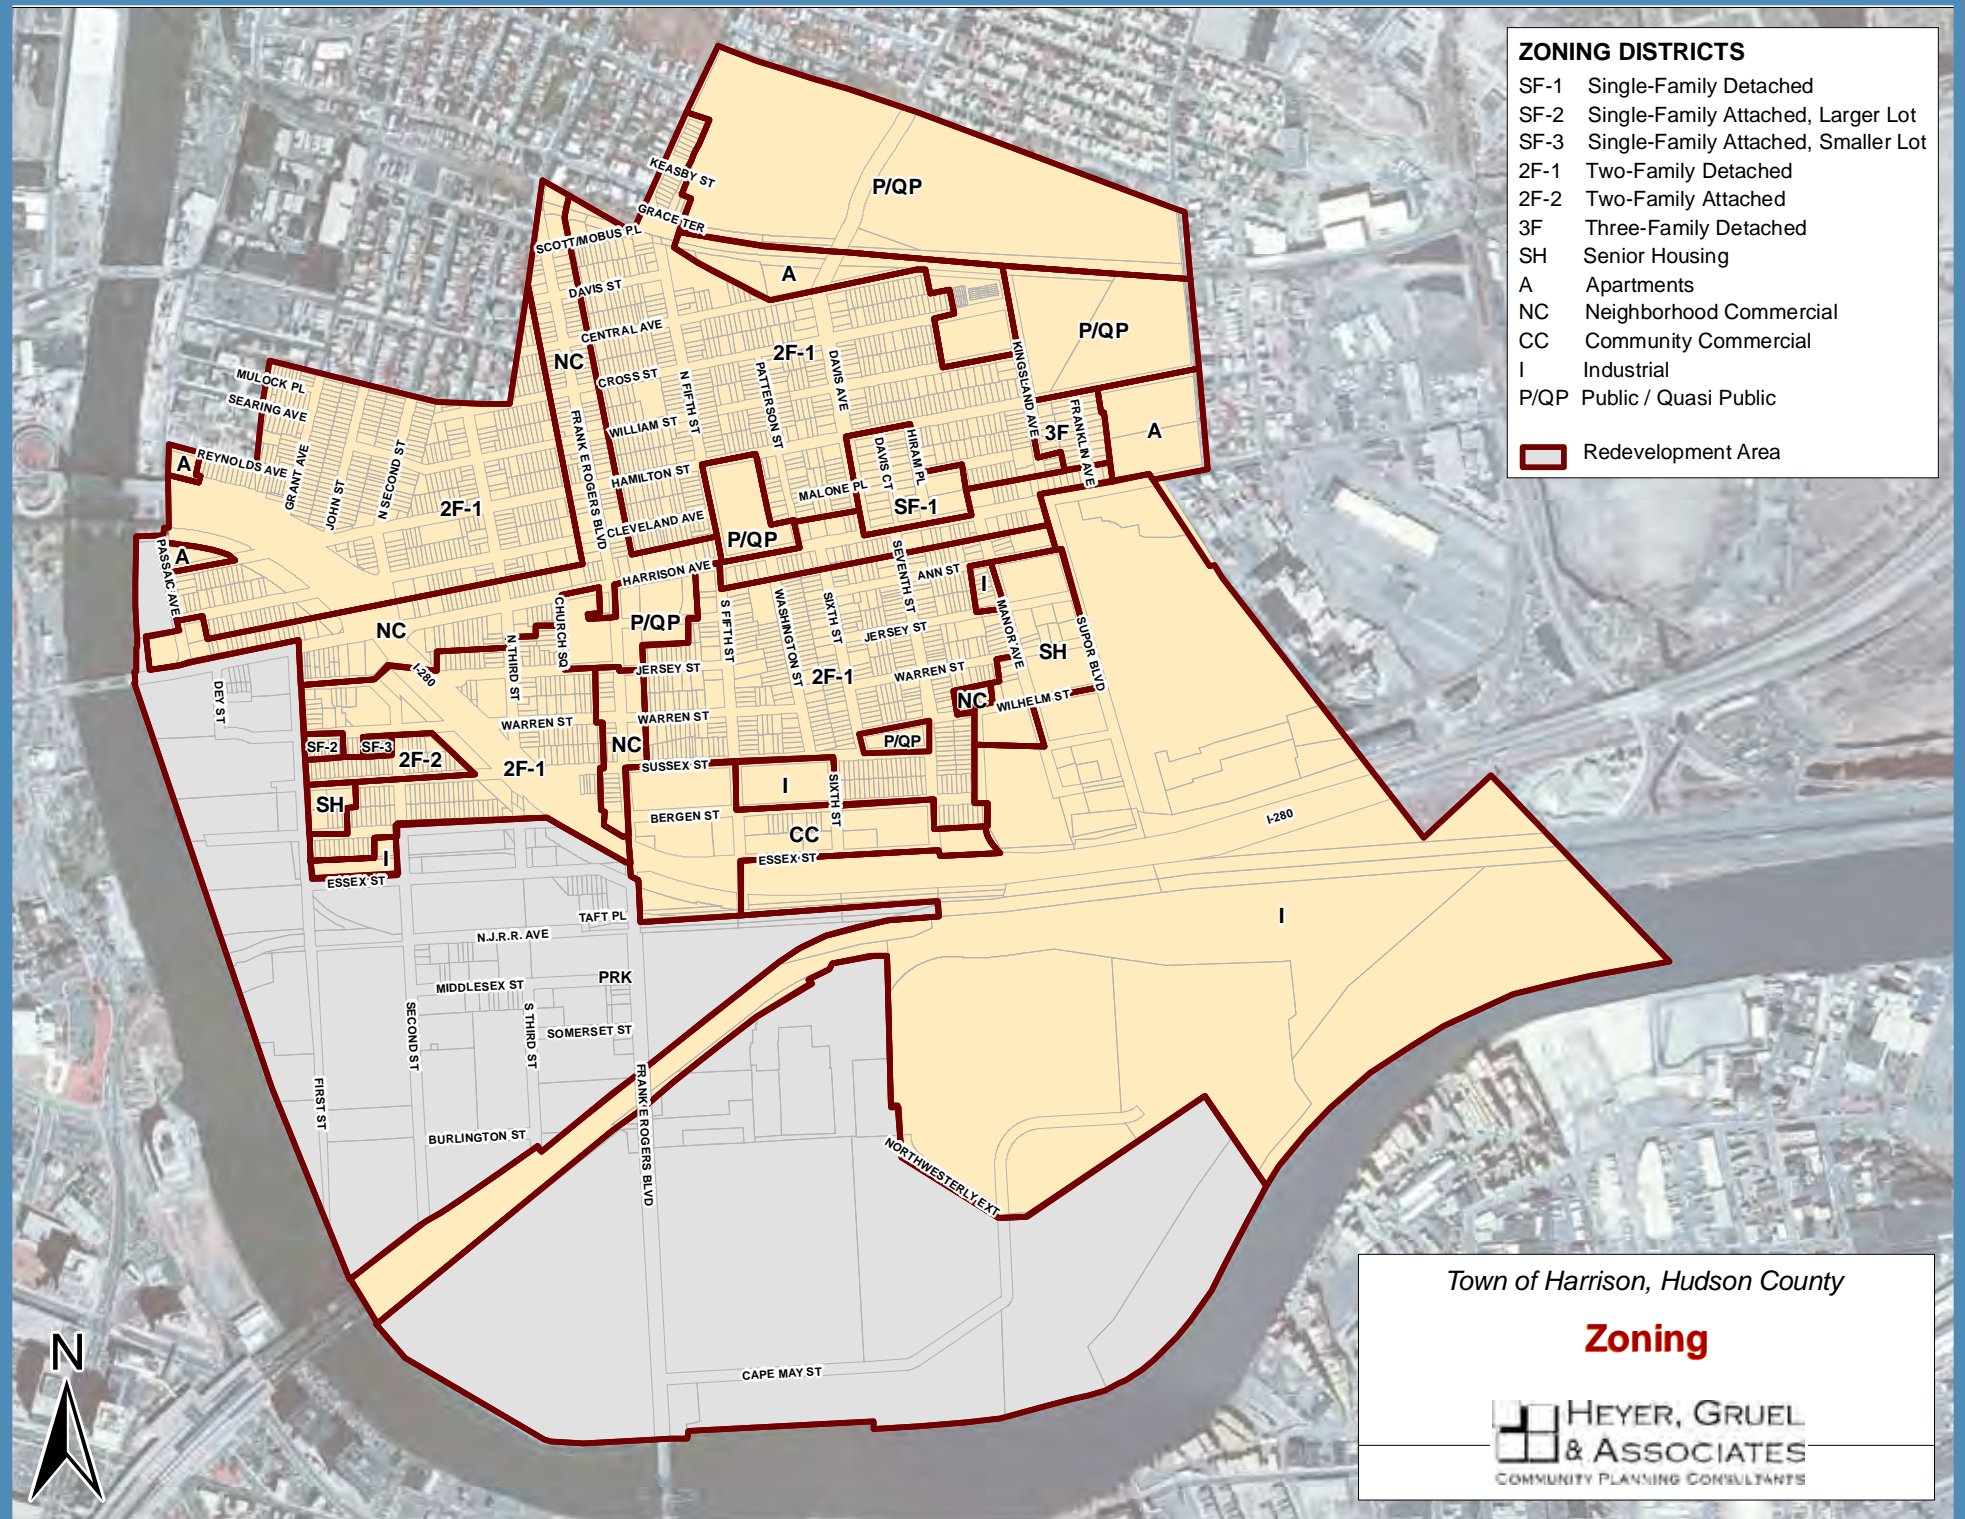 ZONING DISTRICTS
SF-1 Single-Family Detached
SF-2 Single-Family Attached, Larger Lot
SF-3 Single-Family Attached, Smaller Lot
2F-1 Two-Family Detached
2F-2 Two-Family Attached
3F Three-Family Detached
SH Senior Housing
A Apartments
NC Neighborhood Commercial
CC Community Commercial
I Industrial
P/QP Public / Quasi Public
Redevelopment Area
KEASBY ST
P/QP
GRACE TER
SCOTT/MOBUS PL
A
DAVIS ST
CENTRAL AVE
P/QP
NC
2F-1
KINGSLAND AVE
MULOCK PL
CROSS ST
N FIFTH ST
PATTERSON ST
DAVIS AVE
SEARING AVE
FRANK E ROGERS BLVD
WILLIAM ST
3F
FRANKLIN AVE
A
A
REYNOLDS AVE
GRANT AVE
JOHN ST
N SECOND ST
HAMILTON ST
DAVIS CT
HIRAM PL
MALONE PL
2F-1
SF-1
CLEVELAND AVE
P/QP
A
PASSAIC AVE
HARRISON AVE
SEVENTH ST
ANN ST
I
CHURCH SQ
P/QP
S FIFTH ST
WASHINGTON ST
SIXTH ST
JERSEY ST
MANOR AVE
SUPOR BLVD
NC
N THIRD ST
SH
I-280
JERSEY ST
2F-1
WARREN ST
DEY ST
NC
WILHELM ST
WARREN ST
WARREN ST
SF-2
SF-3
2F-2
2F-1
NC
P/QP
SUSSEX ST
I
SIXTH ST
SH
BERGEN ST
CC
I-280
I
ESSEX ST
ESSEX ST
TAFT PL
I
N.J.R.R. AVE
PRK
MIDDLESEX ST
SECOND ST
S THIRD ST
SOMERSET ST
FIRST ST
FRANK E ROGERS BLVD
BURLINGTON ST
NORTHWESTERLY EXT
CAPE MAY ST
N
Town of Harrison, Hudson County
Zoning
HEYER, GRUEL
& ASSOCIATES
COMMUNITY PLANNING CONSULTANTS